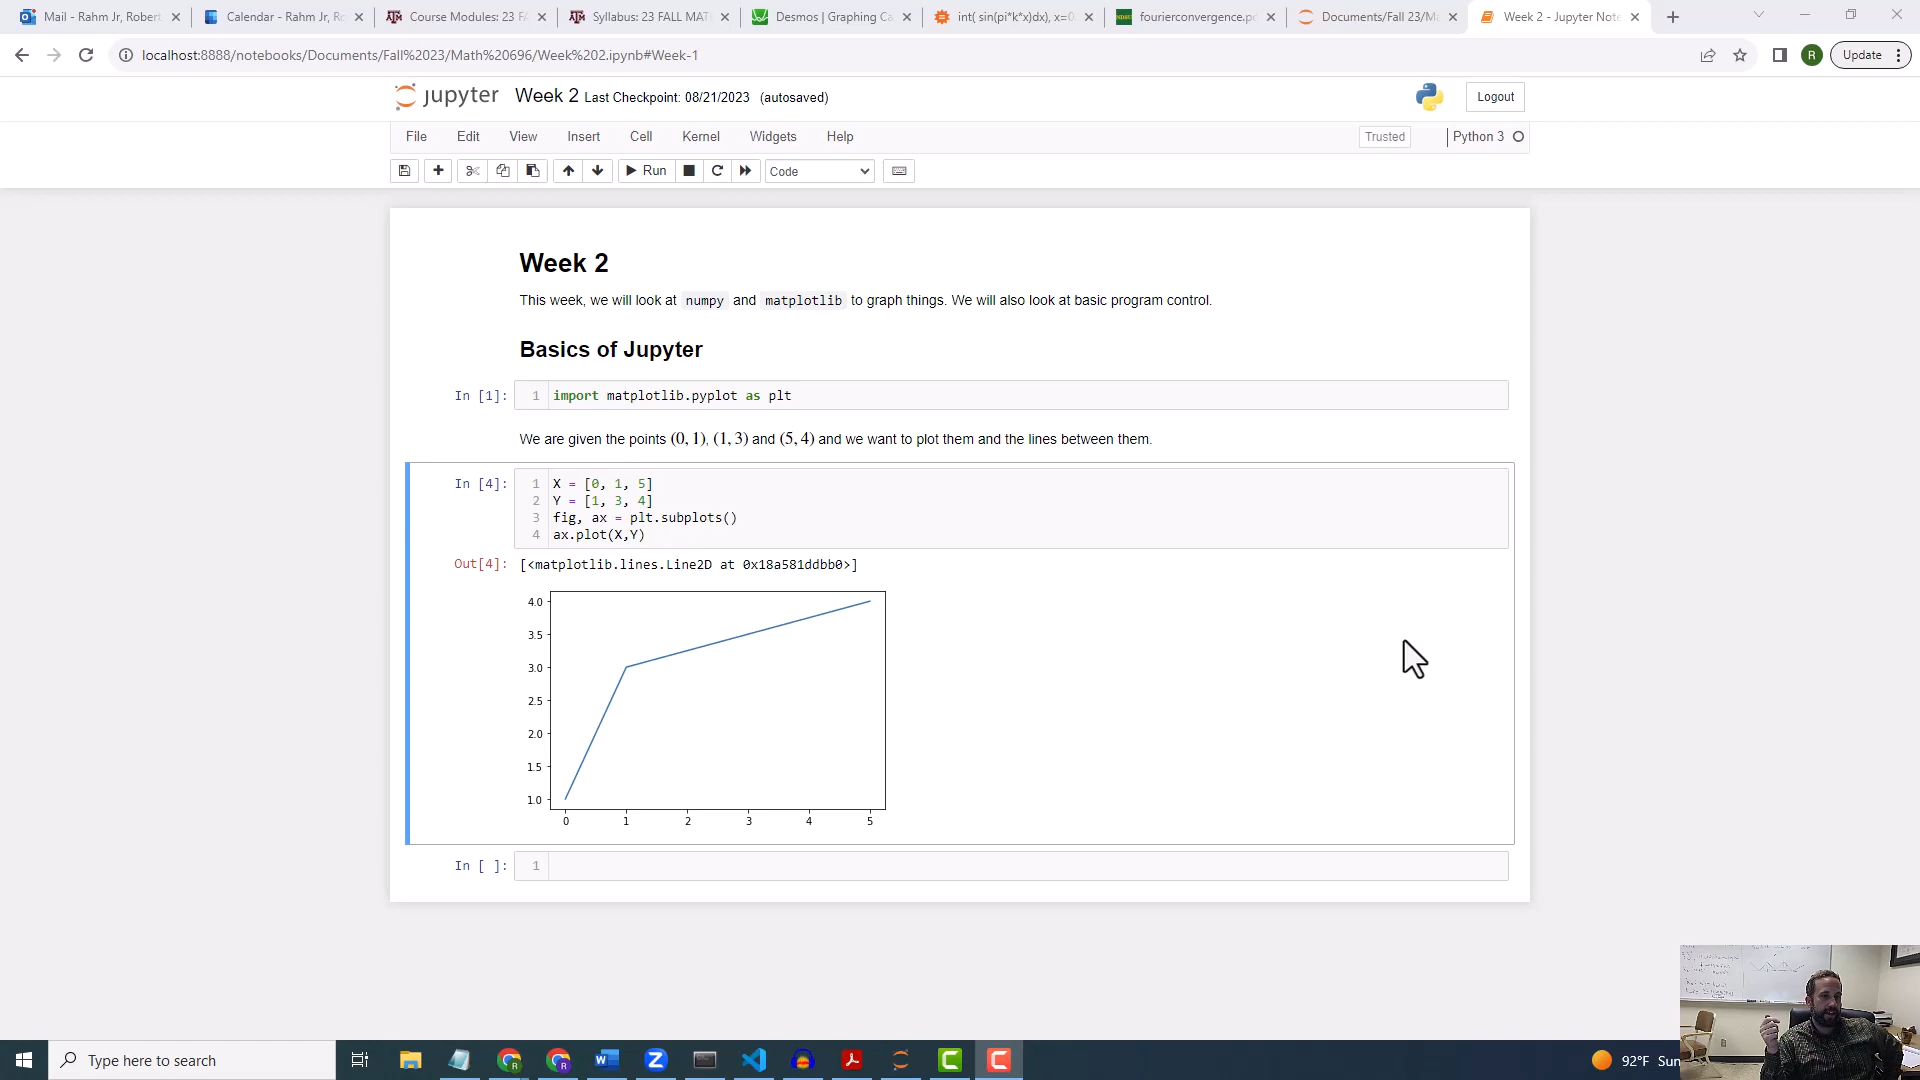 Mail - Rahm Jr, Robert
Calendar - Rahm Jr, Ro
Course Modules: 23 FA
Syllabus: 23 FALL MATH
Desmos | Graphing Ca
int( sin(pi*k*x)dx), x=0
fourierconvergence.p
Documents/Fall 23/Ma
Week 2 - Jupyter Note
localhost:8888/notebooks/Documents/Fall%2023/Math%20696/Week%202.ipynb#Week-1
R
Update
jupyter Week 2 Last Checkpoint: 08/21/2023 (autosaved)
Logout
File Edit View Insert Cell Kernel Widgets Help
Trusted
Python 3
Run
Code
Week 2
This week, we will look at numpy and matplotlib to graph things. We will also look at basic program control.
Basics of Jupyter
In [1]: 1 import matplotlib.pyplot as plt
We are given the points (0, 1), (1, 3) and (5, 4) and we want to plot them and the lines between them.
In [4]: 1 X = [0, 1, 5]
2 Y = [1, 3, 4]
3 fig, ax = plt.subplots()
4 ax.plot(X,Y)
Out[4]: [<matplotlib.lines.Line2D at 0x18a581ddbb0>]
4.0
3.5
3.0
2.5
2.0
1.5
1.0
0 1 2 3 4 5
In [ ]: 1
Type here to search
92°F Sun